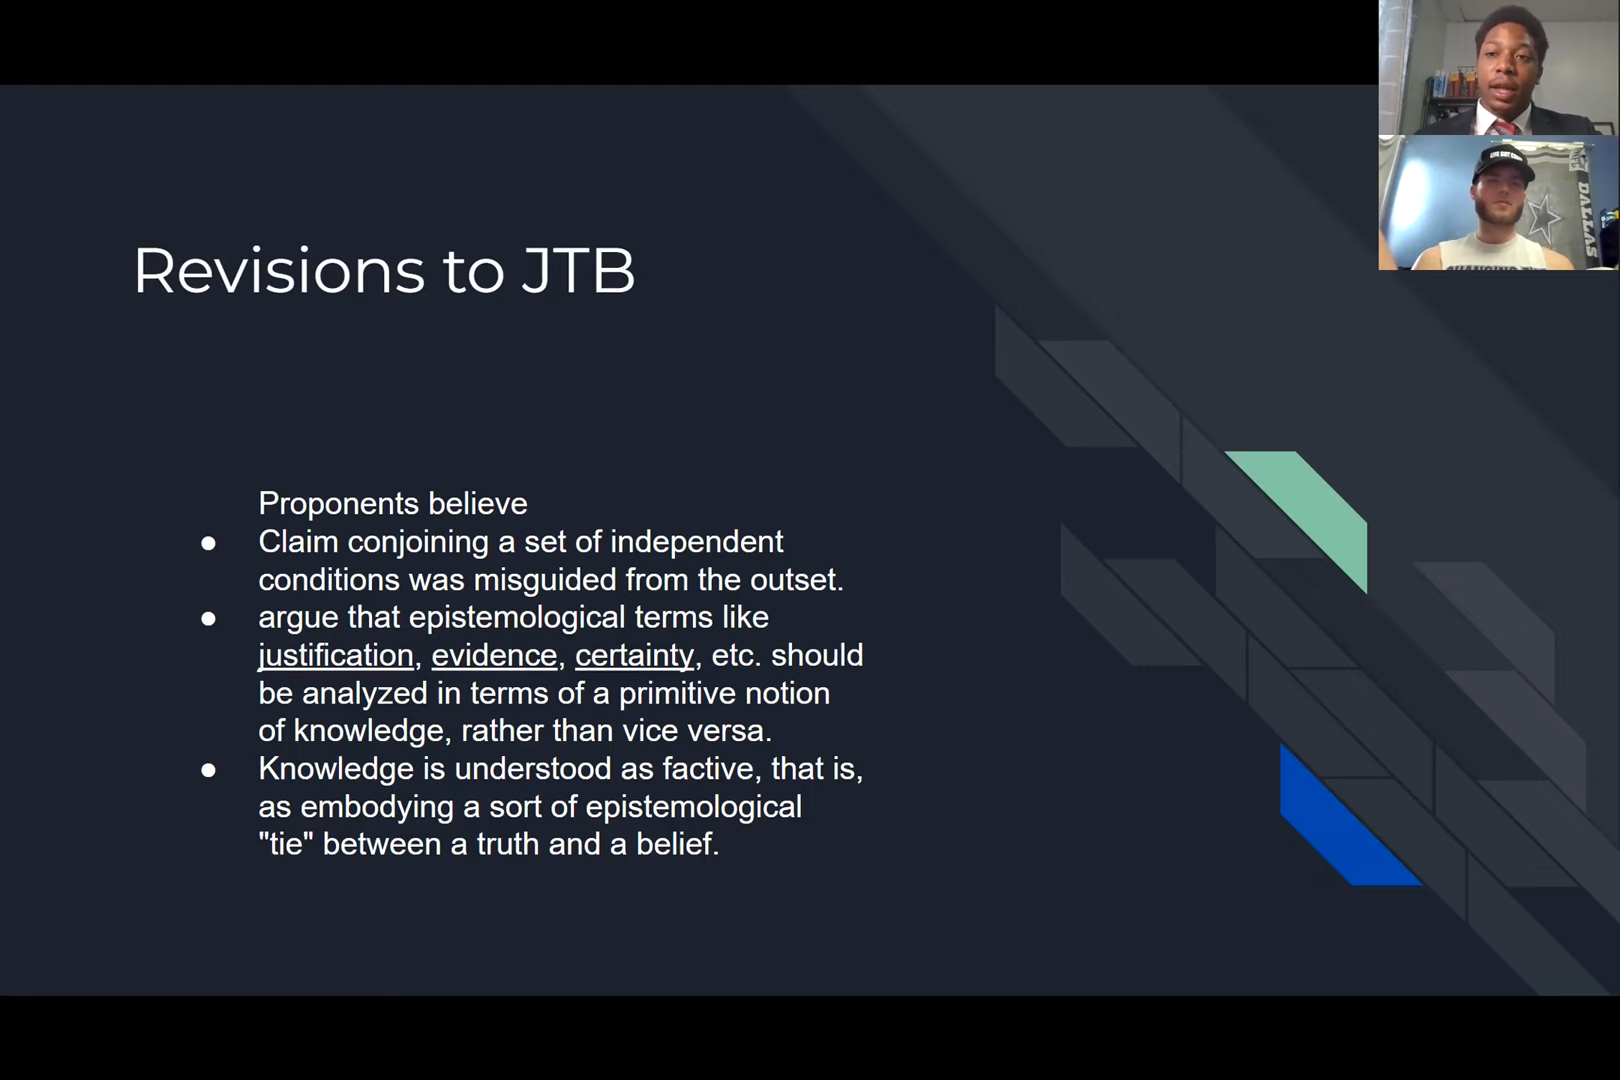 Revisions to JTB
Proponents believe
● Claim conjoining a set of independent
conditions was misguided from the outset.
● argue that epistemological terms like
justification, evidence, certainty, etc. should
be analyzed in terms of a primitive notion
of knowledge, rather than vice versa.
● Knowledge is understood as factive, that is,
as embodying a sort of epistemological
"tie" between a truth and a belief.
DALLAS